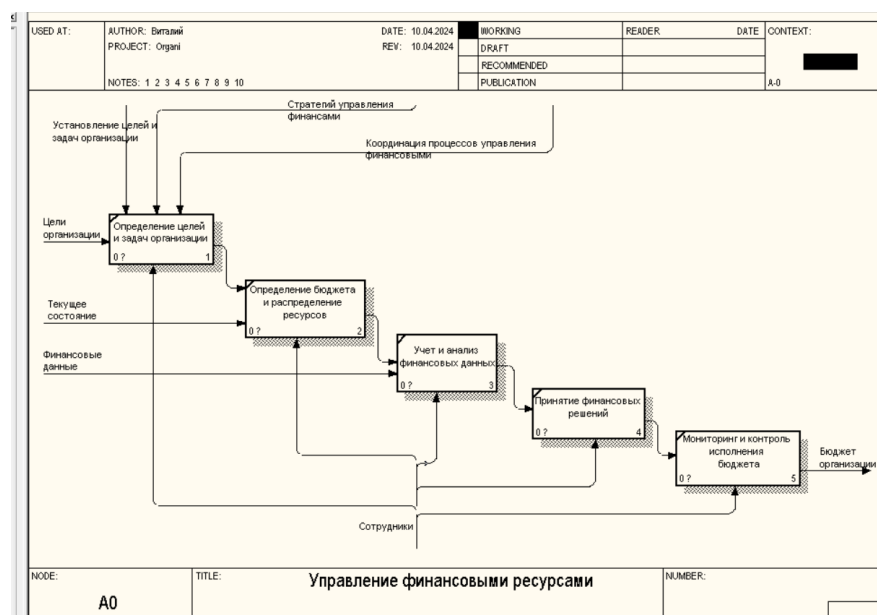 USED AT:
AUTHOR: Виталий
DATE: 10.04.2024
WORKING
READER
DATE
CONTEXT:
PROJECT: Organi
REV: 10.04.2024
DRAFT
RECOMMENDED
NOTES: 1 2 3 4 5 6 7 8 9 10
PUBLICATION
A-0
Стратегий управления
финансами
Установление целей и
задач организации
Координация процессов управления
финансовыми
Цели
организации
Определение целей
и задач организации
0 ?
1
Определение бюджета
и распределение
ресурсов
0 ?
2
Текущее
состояние
Учет и анализ
финансовых данных
0 ?
3
Финансовые
данные
Принятие финансовых
решений
0 ?
4
Мониторинг и контроль
исполнения
бюджета
0 ?
5
Бюджет
организации
Сотрудники
NODE:
A0
TITLE:
Управление финансовыми ресурсами
NUMBER: